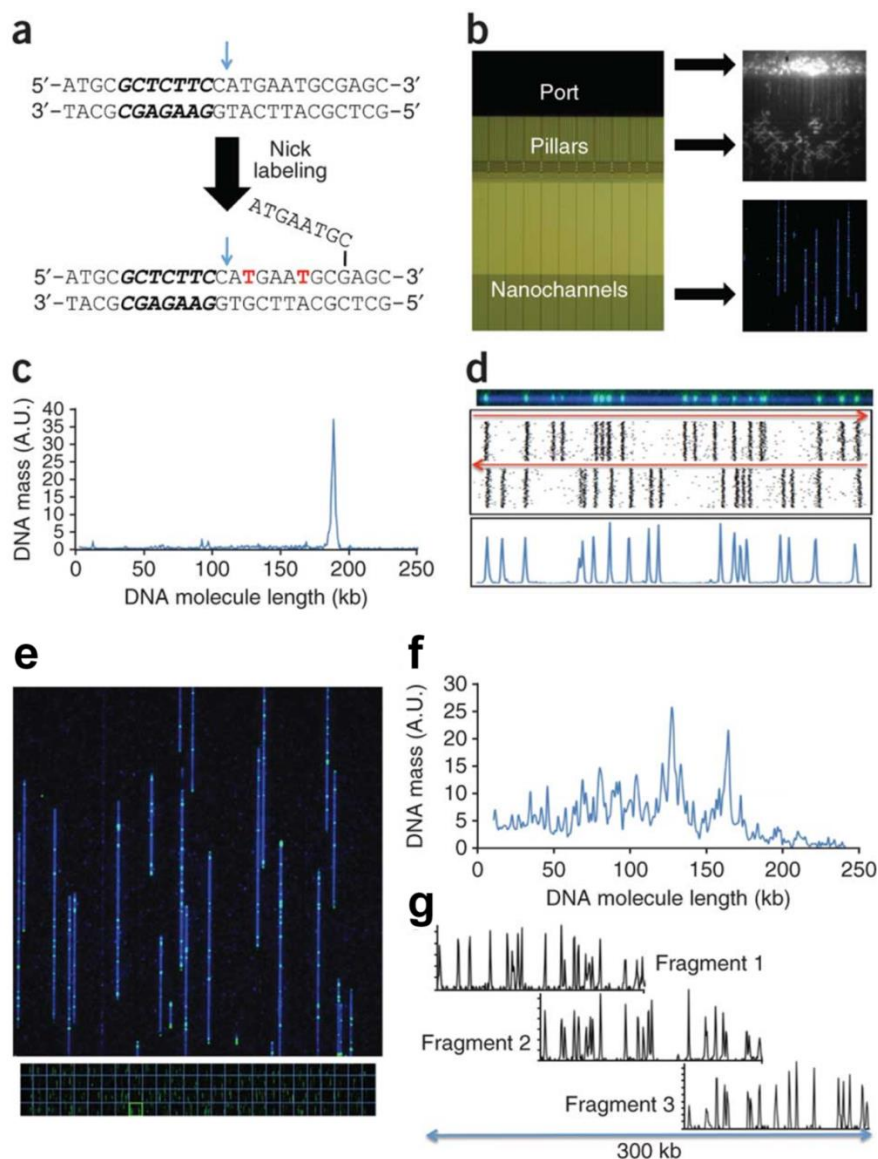 a
5′-ATGCGCTCTTCCATGAATGCGAGC-3′
3′-TACGCGAGAAGGTACTTACGCTCG-5′
Nick
labeling
ATGAATGC
5′-ATGCGCTCTTCCATGAATGCGAGC-3′
3′-TACGCGAGAAGGTGCTTACGCTCG-5′
b
Port
Pillars
Nanochannels
c
DNA mass (A.U.)
40
35
30
25
20
15
10
5
0
0 50 100 150 200 250
DNA molecule length (kb)
d
e
f
DNA mass (A.U.)
30
25
20
15
10
5
0
0 50 100 150 200 250
DNA molecule length (kb)
g
Fragment 1
Fragment 2
Fragment 3
300 kb